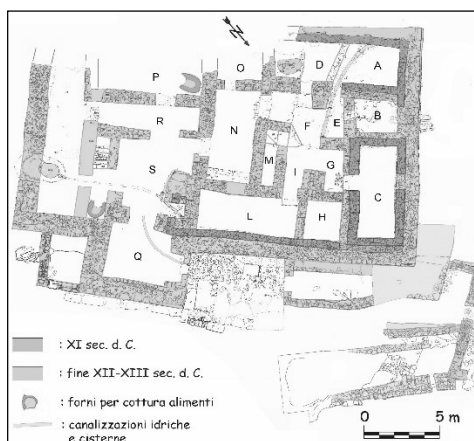 N
P
O
D
A
R
N
F
E
B
M
S
I
G
C
L
H
Q
: XI sec. d. C.
: fine XII-XIII sec. d. C.
: forni per cottura alimenti
: canalizzazioni idriche
e cisterne
0
5 m